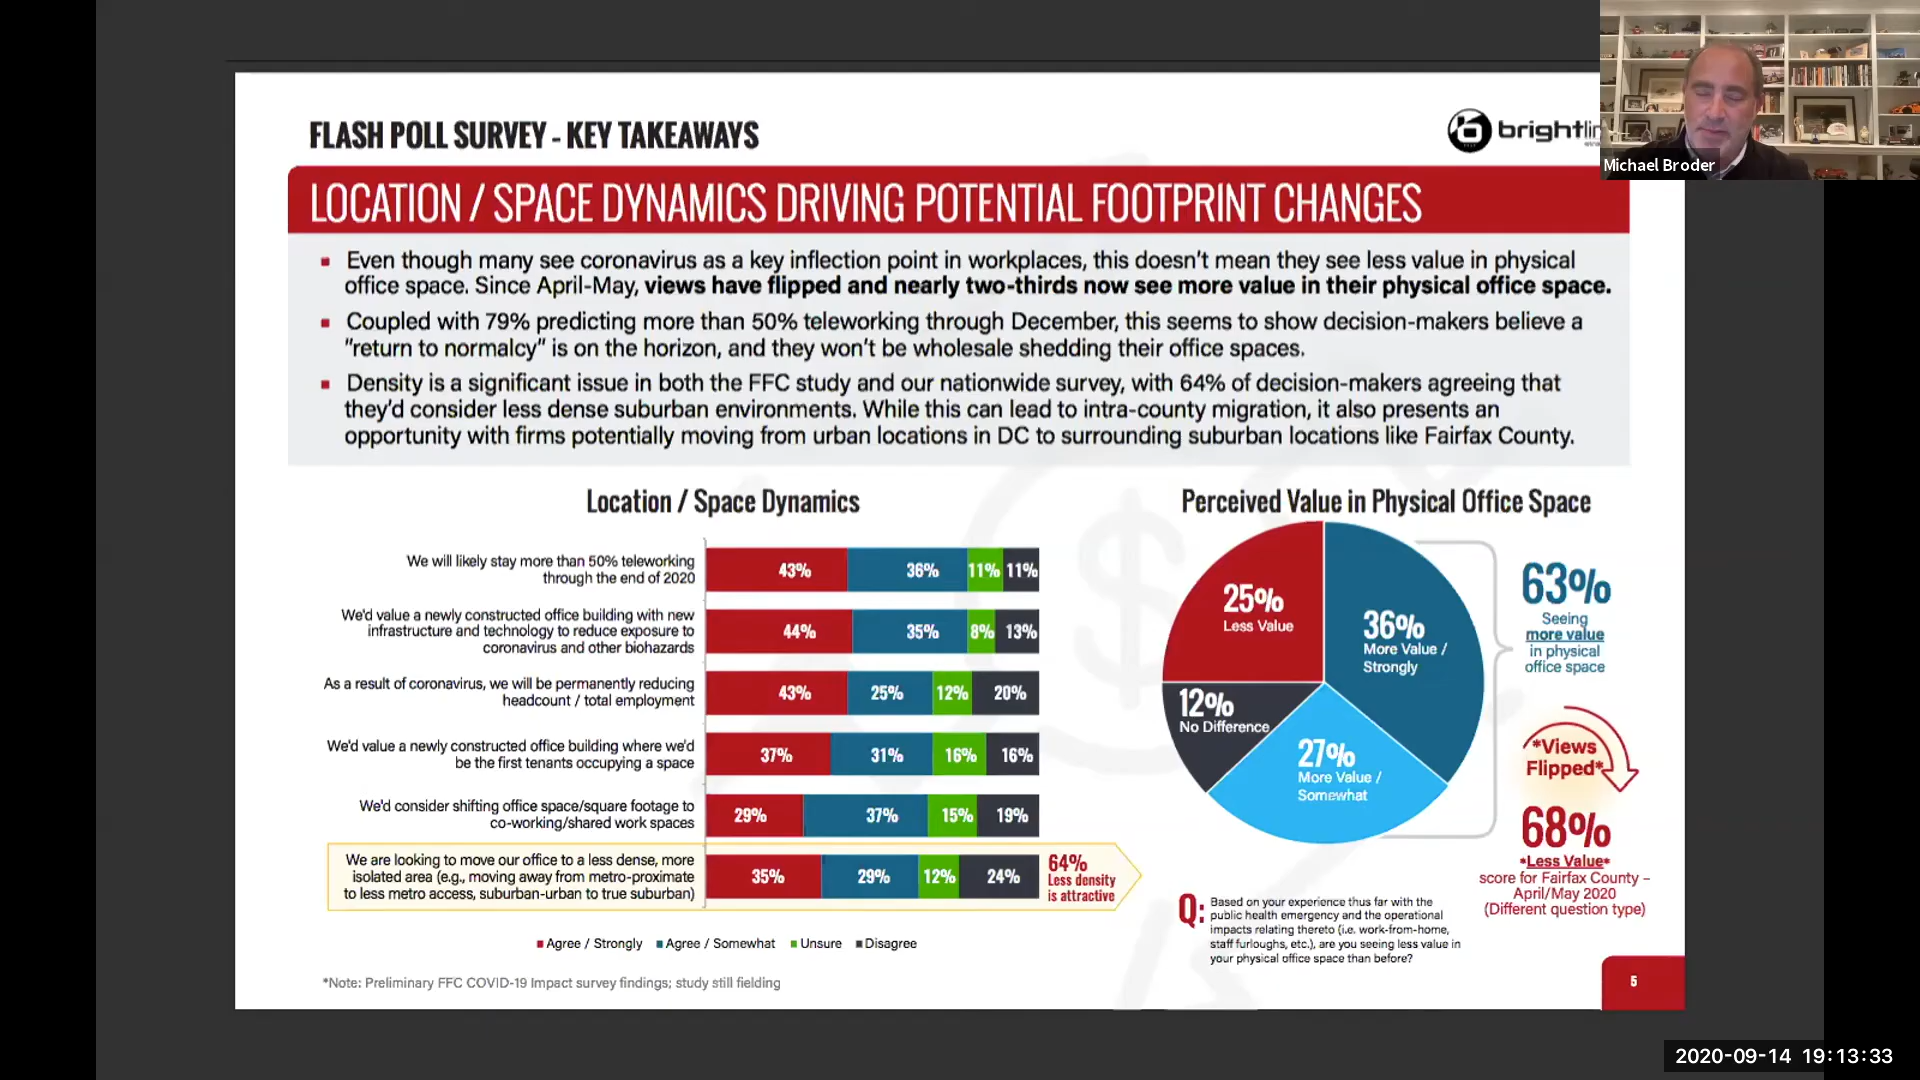 FLASH POLL SURVEY - KEY TAKEAWAYS
Michael Broder
LOCATION / SPACE DYNAMICS DRIVING POTENTIAL FOOTPRINT CHANGES
Even though many see coronavirus as a key inflection point in workplaces, this doesn't mean they see less value in physical
office space. Since April-May, views have flipped and nearly two-thirds now see more value in their physical office space.
Coupled with 79% predicting more than 50% teleworking through December, this seems to show decision-makers believe a
"return to normalcy" is on the horizon, and they won't be wholesale shedding their office spaces.
Density is a significant issue in both the FFC study and our nationwide survey, with 64% of decision-makers agreeing that
they'd consider less dense suburban environments. While this can lead to intra-county migration, it also presents an
opportunity with firms potentially moving from urban locations in DC to surrounding suburban locations like Fairfax County.
Location / Space Dynamics
We will likely stay more than 50% teleworking
through the end of 2020
43% 36% 11% 11%
We'd value a newly constructed office building with new
infrastructure and technology to reduce exposure to
coronavirus and other biohazards
44% 35% 8% 13%
As a result of coronavirus, we will be permanently reducing
headcount / total employment
43% 25% 12% 20%
We'd value a newly constructed office building where we'd
be the first tenants occupying a space
37% 31% 16% 16%
We'd consider shifting office space/square footage to
co-working/shared work spaces
29% 37% 15% 19%
We are looking to move our office to a less dense, more
isolated area (e.g., moving away from metro-proximate
to less metro access, suburban-urban to true suburban)
35% 29% 12% 24%
64%
Less density
is attractive
Agree / Strongly Agree / Somewhat Unsure Disagree
*Note: Preliminary FFC COVID-19 Impact survey findings; study still fielding
Perceived Value in Physical Office Space
25%
Less Value
36%
More Value /
Strongly
12%
No Difference
27%
More Value /
Somewhat
63%
Seeing
more value
in physical
office space
*Views
Flipped*
68%
*Less Value*
score for Fairfax County –
April/May 2020
(Different question type)
Q: Based on your experience thus far with the
public health emergency and the operational
impacts relating thereto (i.e. work-from-home,
staff furloughs, etc.), are you seeing less value in
your physical office space than before?
5
2020-09-14 19:13:33